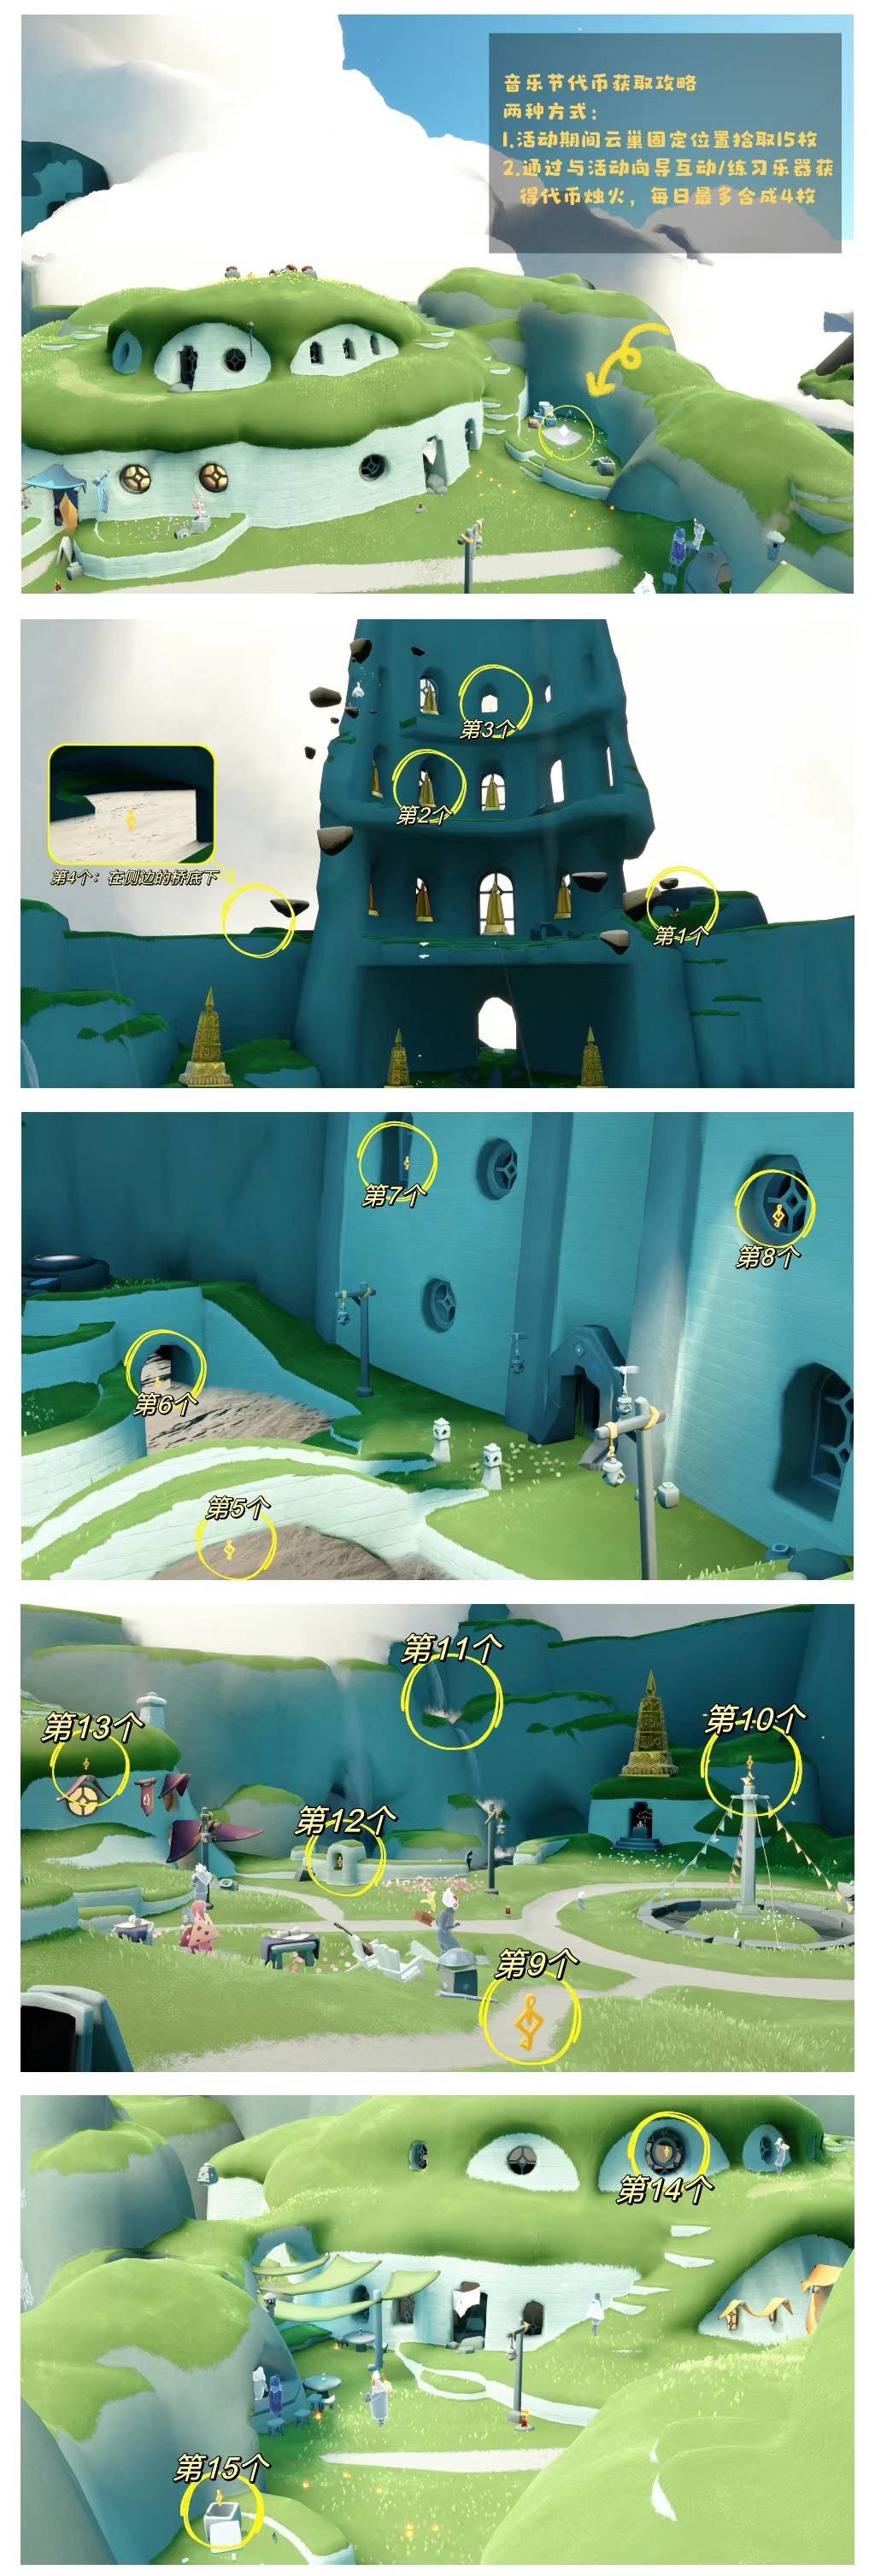 音乐节代币获取攻略
两种方式：
1.活动期间云巢固定位置拾取15枚
2.通过与活动向导互动/练习乐器获
得代币烛火，每日最多合成4枚
第3个
第2个
第4个：在侧边的桥底下
第1个
第7个
第8个
第6个
第5个
第11个
第13个
第10个
第12个
第9个
第14个
第15个